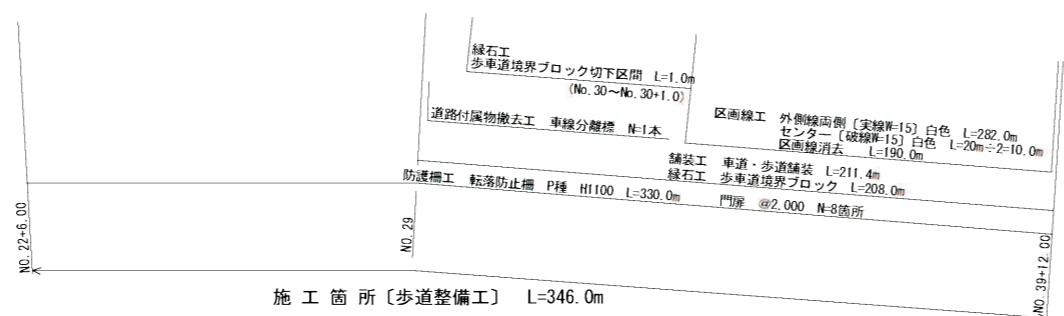 縁石工
歩車道境界ブロック切下区間 L=1.0m
(No.30～No.30+1.0)
道路付属物撤去工 車線分離標 N=1本
区画線工 外側線両側〔実線W=15〕白色 L=282.0m
センター〔破線W=15〕白色 L=20m÷2=10.0m
区画線消去 L=190.0m
舗装工 車道・歩道舗装 L=211.4m
縁石工 歩車道境界ブロック L=208.0m
防護柵工 転落防止柵 P種 H1100 L=330.0m 門扉 @2,000 N=8箇所
NO.22+6.00
NO.29
NO.39+12.00
施工箇所〔歩道整備工〕 L=346.0m